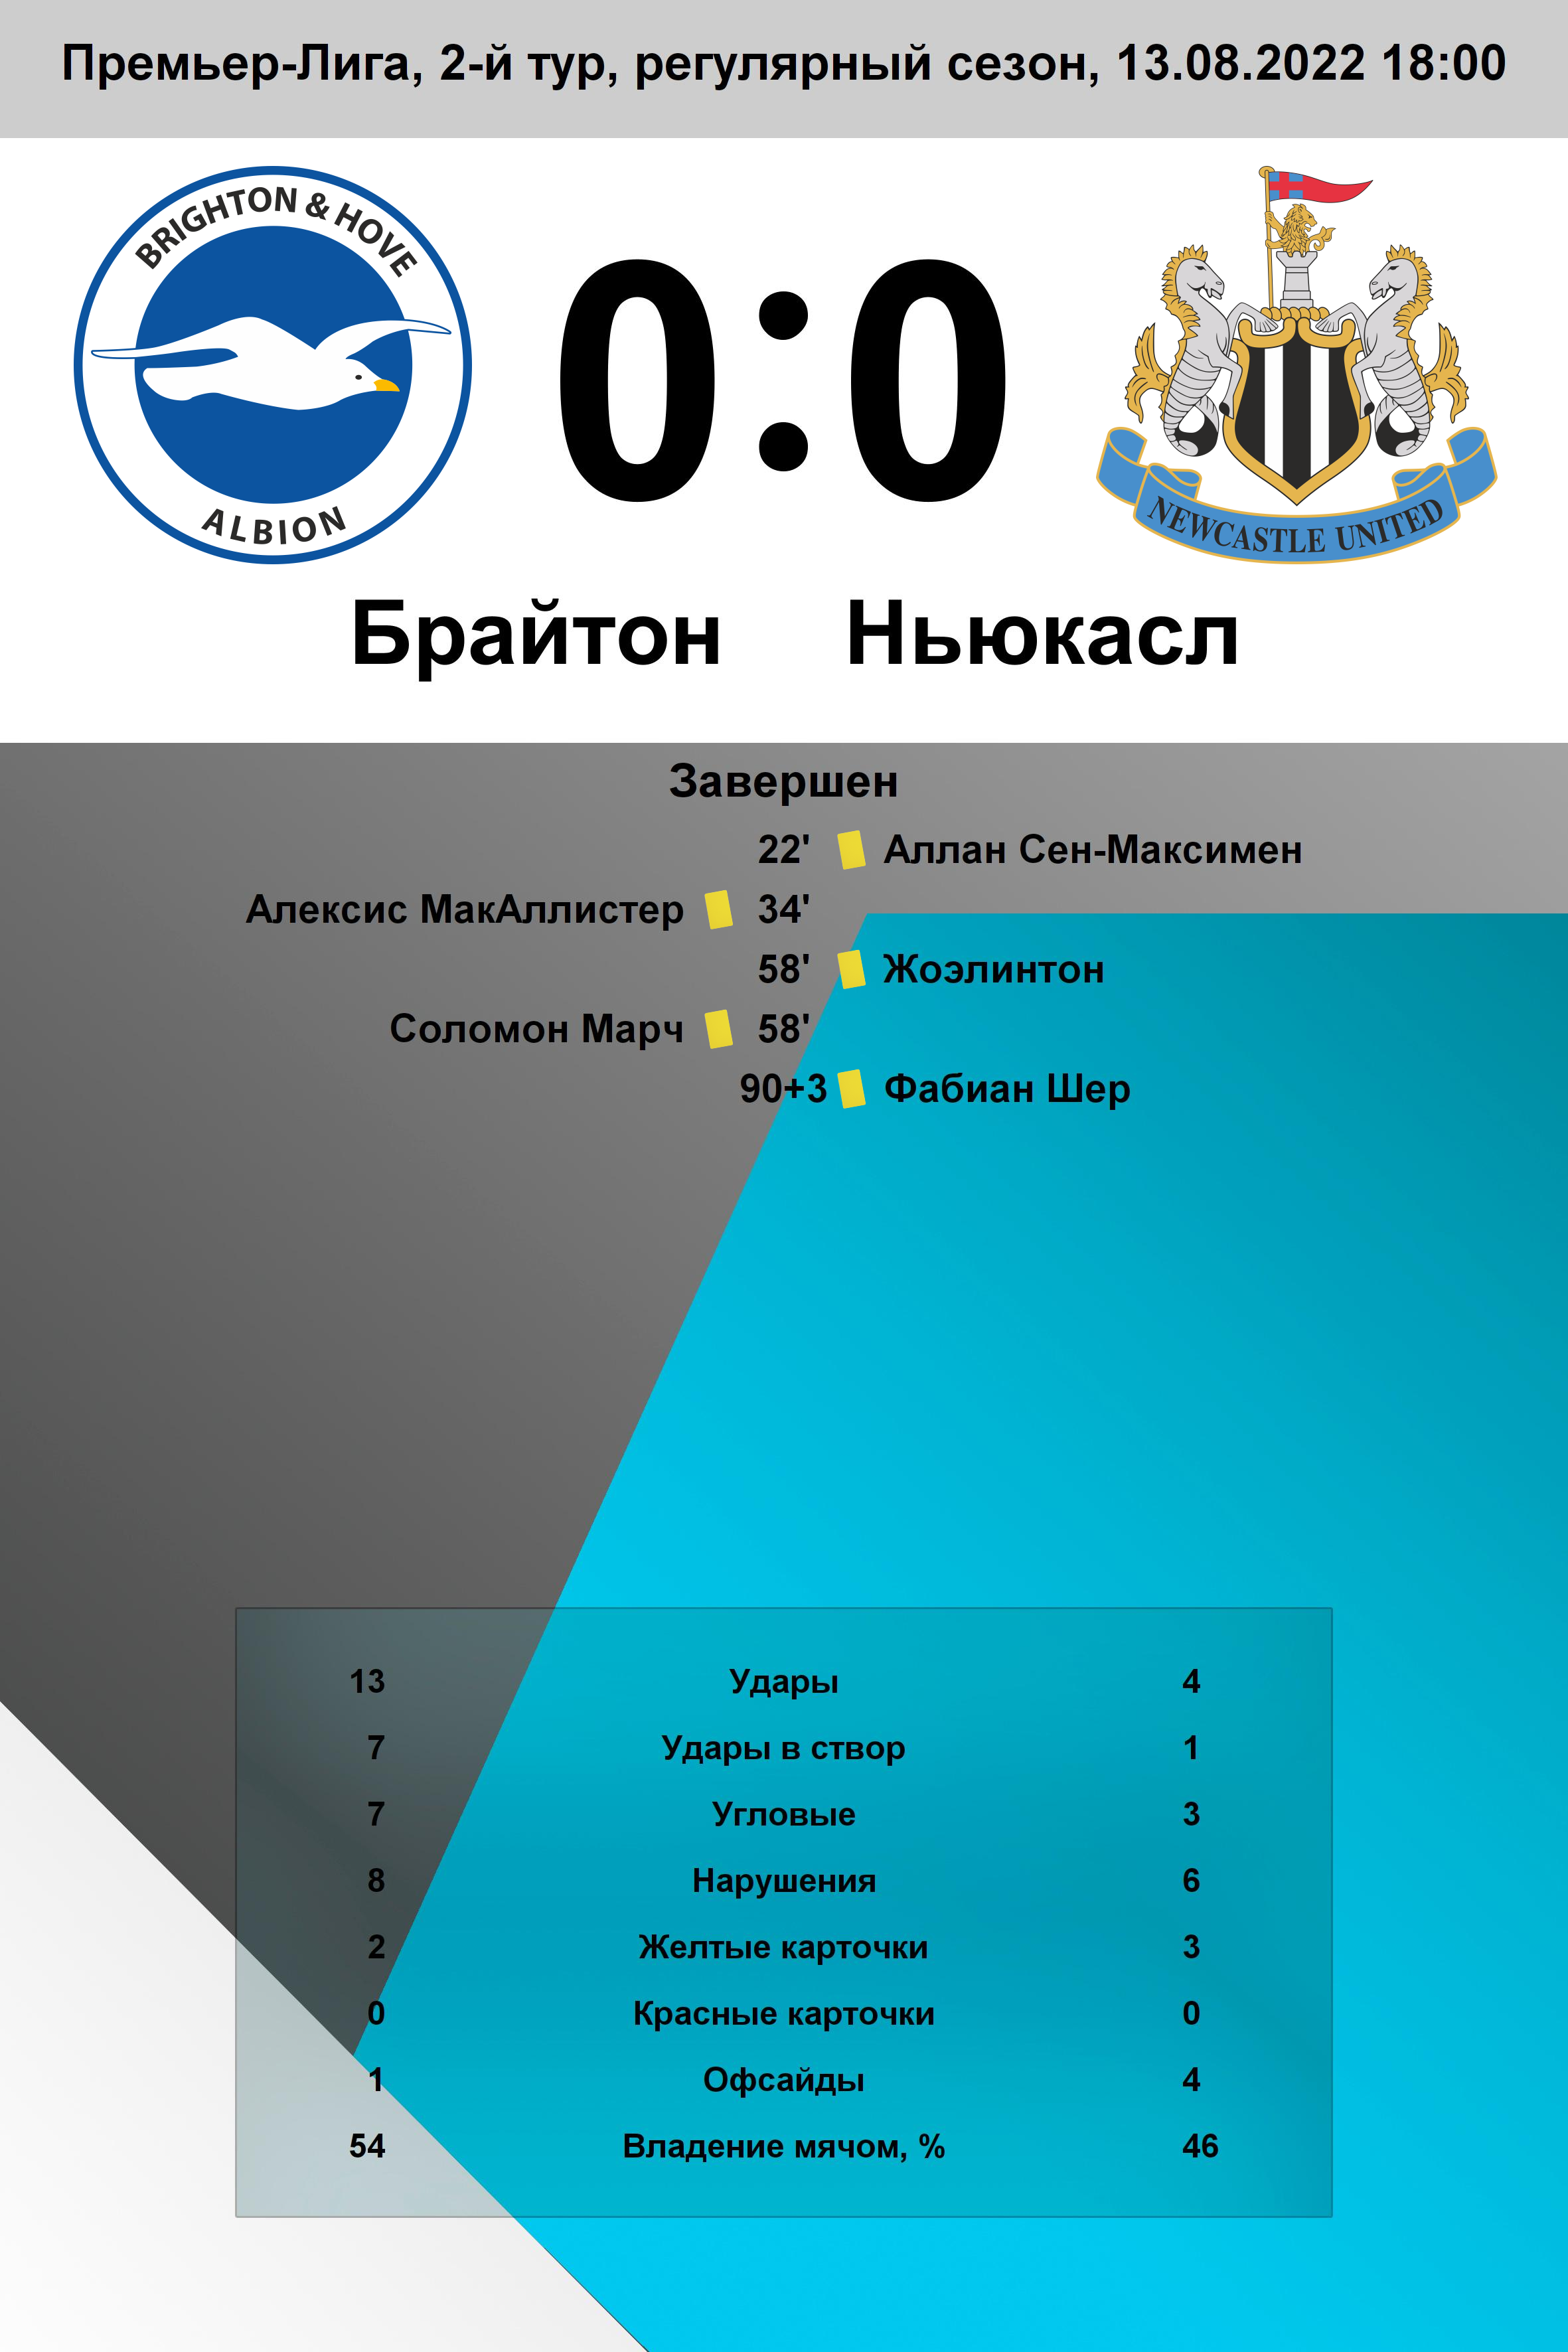 Премьер-Лига, 2-й тур, регулярный сезон, 13.08.2022 18:00
BRIGHTON & HOVE
ALBION
0:0
NEWCASTLE UNITED
Брайтон Ньюкасл
Завершен
22' Аллан Сен-Максимен
Алексис МакАллистер 34'
58' Жоэлинтон
Соломон Марч 58'
90+3 Фабиан Шер
13 Удары 4
7 Удары в створ 1
7 Угловые 3
8 Нарушения 6
2 Желтые карточки 3
0 Красные карточки 0
1 Офсайды 4
54 Владение мячом, % 46